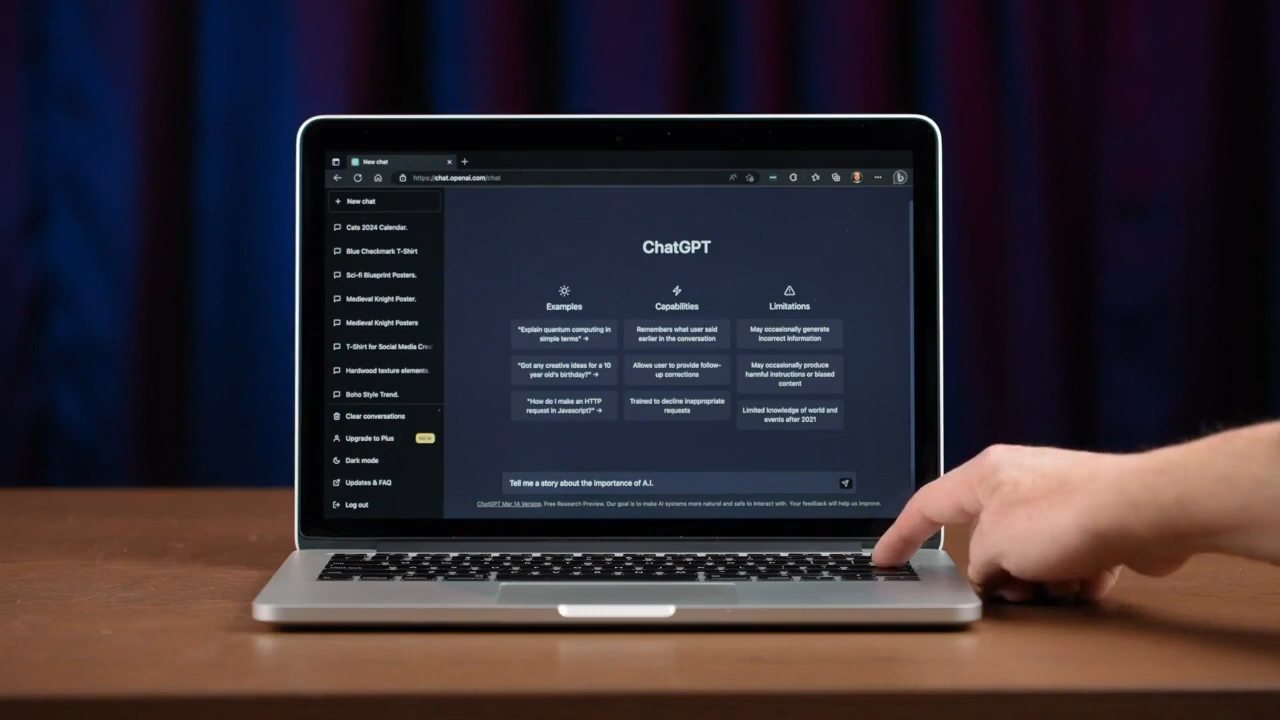 New chat
https://chat.openai.com/chat
New chat
Cats 2024 Calendar.
Blue Checkmark T-Shirt
Sci-fi Blueprint Posters.
Medieval Knight Poster.
Medieval Knight Posters
T-Shirt for Social Media Cre
Hardwood texture elements.
Boho Style Trend.
Clear conversations
Upgrade to Plus
NEW
Dark mode
Updates & FAQ
Log out
ChatGPT
Examples
"Explain quantum computing in
simple terms" →
"Got any creative ideas for a 10
year old's birthday?" →
"How do I make an HTTP
request in Javascript?" →
Capabilities
Remembers what user said
earlier in the conversation
Allows user to provide follow-
up corrections
Trained to decline inappropriate
requests
Limitations
May occasionally generate
incorrect information
May occasionally produce
harmful instructions or biased
content
Limited knowledge of world and
events after 2021
Tell me a story about the importance of A.I.
ChatGPT Mar 14 Version. Free Research Preview. Our goal is to make AI systems more natural and safe to interact with. Your feedback will help us improve.